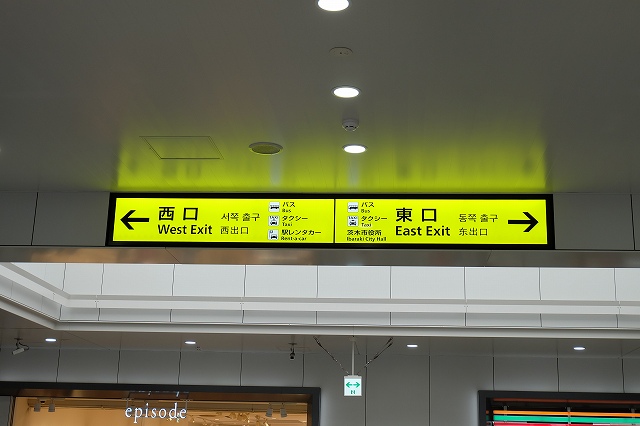 西口 서쪽 출구
West Exit 西出口
バス
Bus
タクシー
Taxi
駅レンタカー
Rent-a-car
バス
Bus
タクシー
Taxi
茨木市役所
Ibaraki City Hall
東口 동쪽 출구
East Exit 东出口
episode